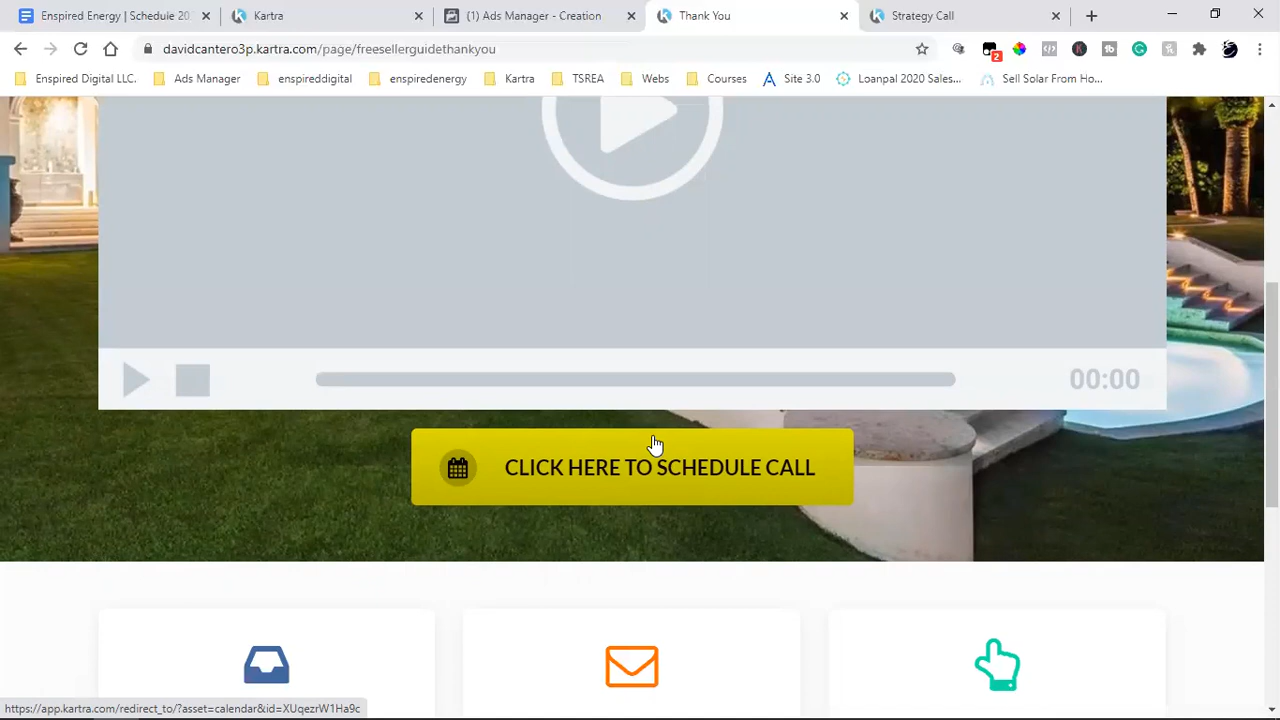 Enspired Energy | Schedule 20
Kartra
(1) Ads Manager - Creation
Thank You
Strategy Call
davidcantero3p.kartra.com/page/freesellerguidethankyou
2
Enspired Digital LLC.
Ads Manager
enspireddigital
enspiredenergy
Kartra
TSREA
Webs
Courses
Site 3.0
Loanpal 2020 Sales...
Sell Solar From Ho...
00:00
CLICK HERE TO SCHEDULE CALL
https://app.kartra.com/redirect_to/?asset=calendar&id=XUqezrW1Ha9c